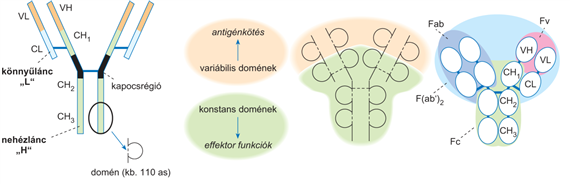 VL
VH
CH1
CL
könnyűlánc
„L"
kapocsrégió
CH2
CH3
nehézlánc
„H"
domén (kb. 110 as)
antigénkötés
variábilis domének
konstans domének
effektor funkciók
Fab
Fv
VH
VL
CH1
CL
F(ab')2
CH2
Fc
CH3